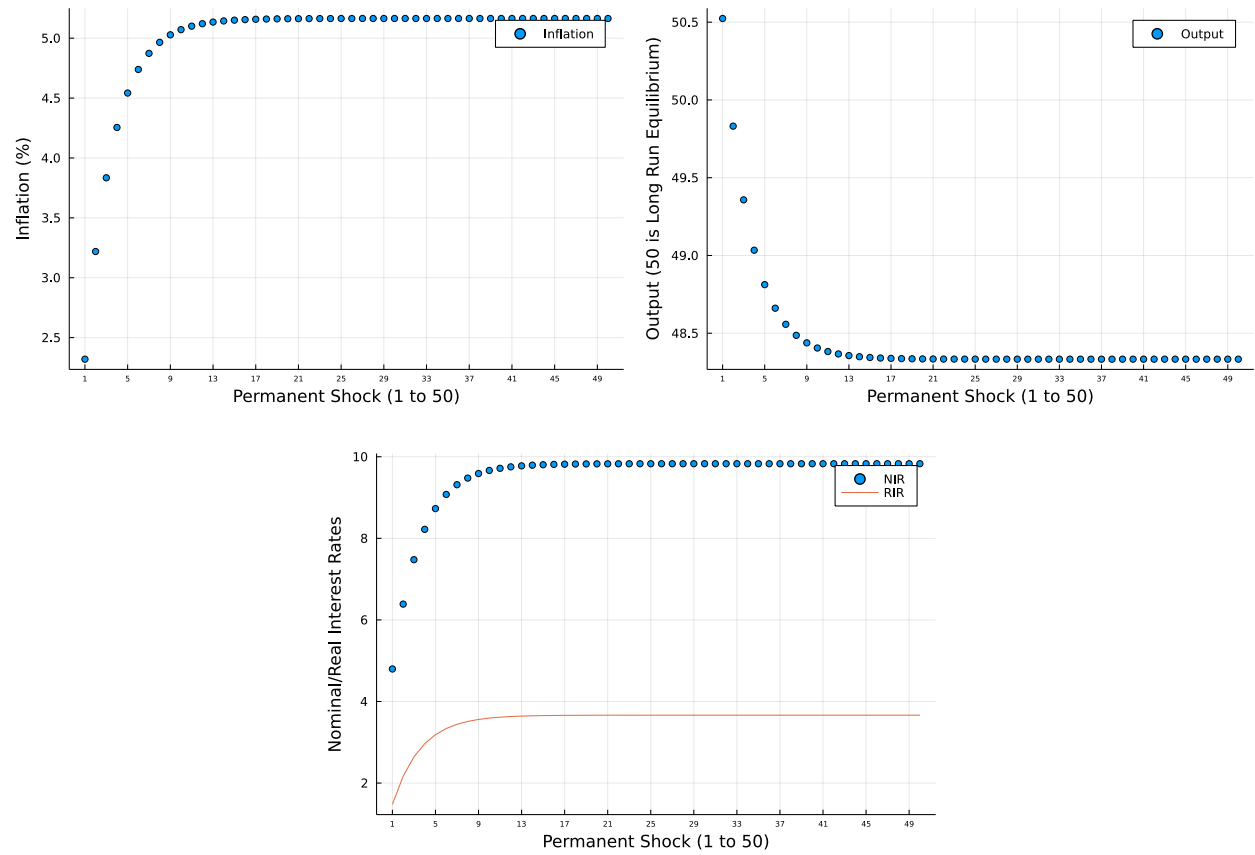 5.0
4.5
4.0
3.5
3.0
2.5
Inflation (%)
Inflation
1 5 9 13 17 21 25 29 33 37 41 45 49
Permanent Shock (1 to 50)
50.5
50.0
49.5
49.0
48.5
Output (50 is Long Run Equilibrium)
Output
1 5 9 13 17 21 25 29 33 37 41 45 49
Permanent Shock (1 to 50)
10
8
6
4
2
Nominal/Real Interest Rates
NIR
RIR
1 5 9 13 17 21 25 29 33 37 41 45 49
Permanent Shock (1 to 50)